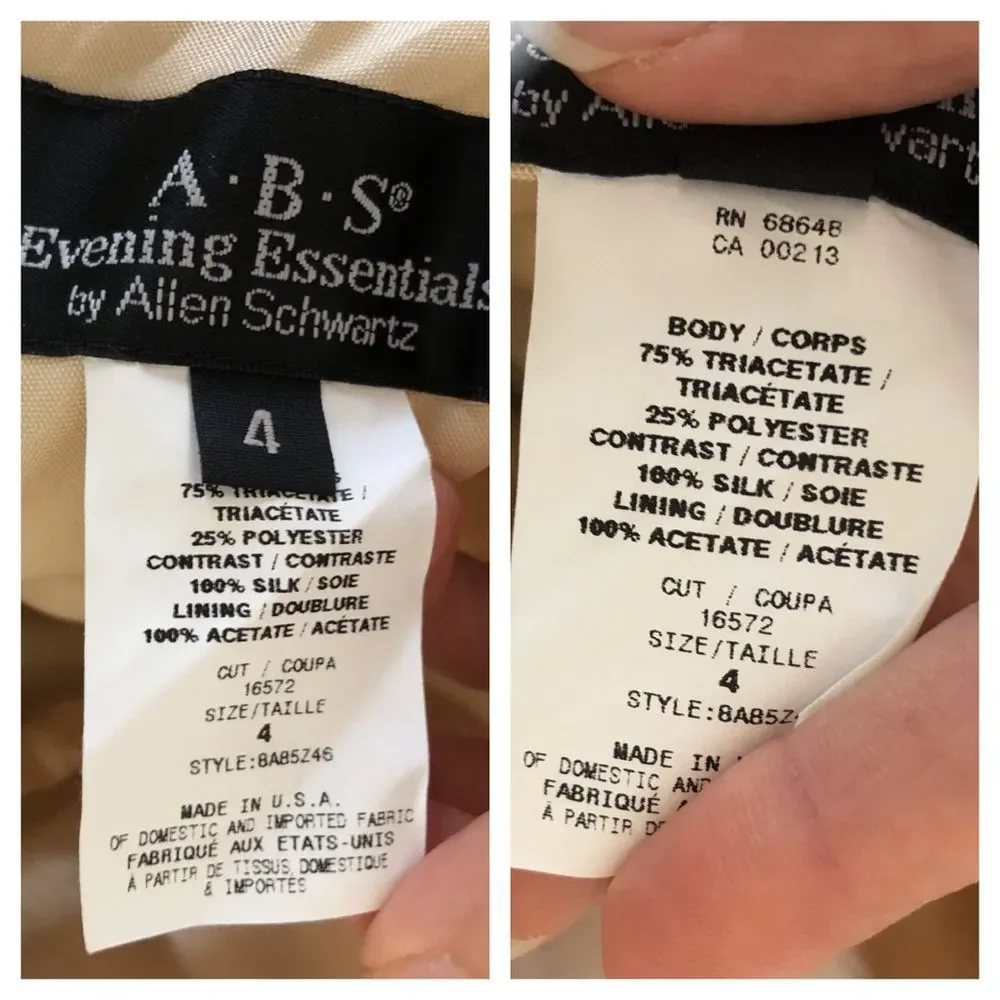 A·B·S®
Evening Essentials
by Allen Schwartz
4
75% TRIACETATE /
TRIACÉTATE
25% POLYESTER
CONTRAST / CONTRASTE
100% SILK / SOIE
LINING / DOUBLURE
100% ACETATE / ACÉTATE
CUT / COUPA
16572
SIZE/TAILLE
4
STYLE:8A85Z46
MADE IN U.S.A.
OF DOMESTIC AND IMPORTED FABRIC
FABRIQUÉ AUX ETATS-UNIS
À PARTIR DE TISSUS DOMESTIQUE
& IMPORTÉS
by
RN 68648
CA 00213
BODY / CORPS
75% TRIACETATE /
TRIACÉTATE
25% POLYESTER
CONTRAST / CONTRASTE
100% SILK / SOIE
LINING / DOUBLURE
100% ACETATE / ACÉTATE
CUT / COUPA
16572
SIZE/TAILLE
4
STYLE:8A85Z
MADE IN
OF DOMESTIC AND
FABRIQUÉ
À PARTIR